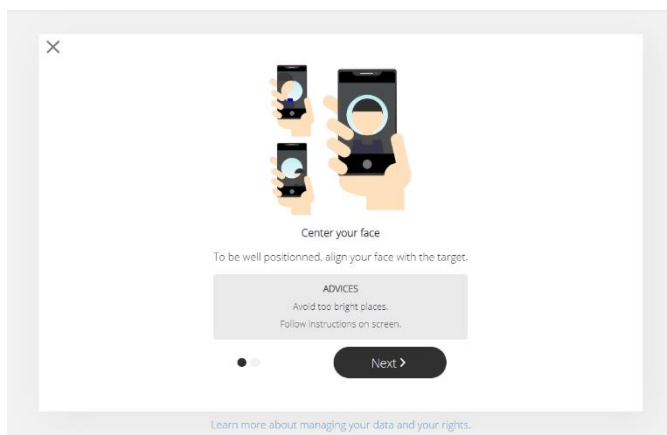 Center your face
To be well positionned, align your face with the target.
ADVICES
Avoid too bright places.
Follow instructions on screen.
Next
Learn more about managing your data and your rights.